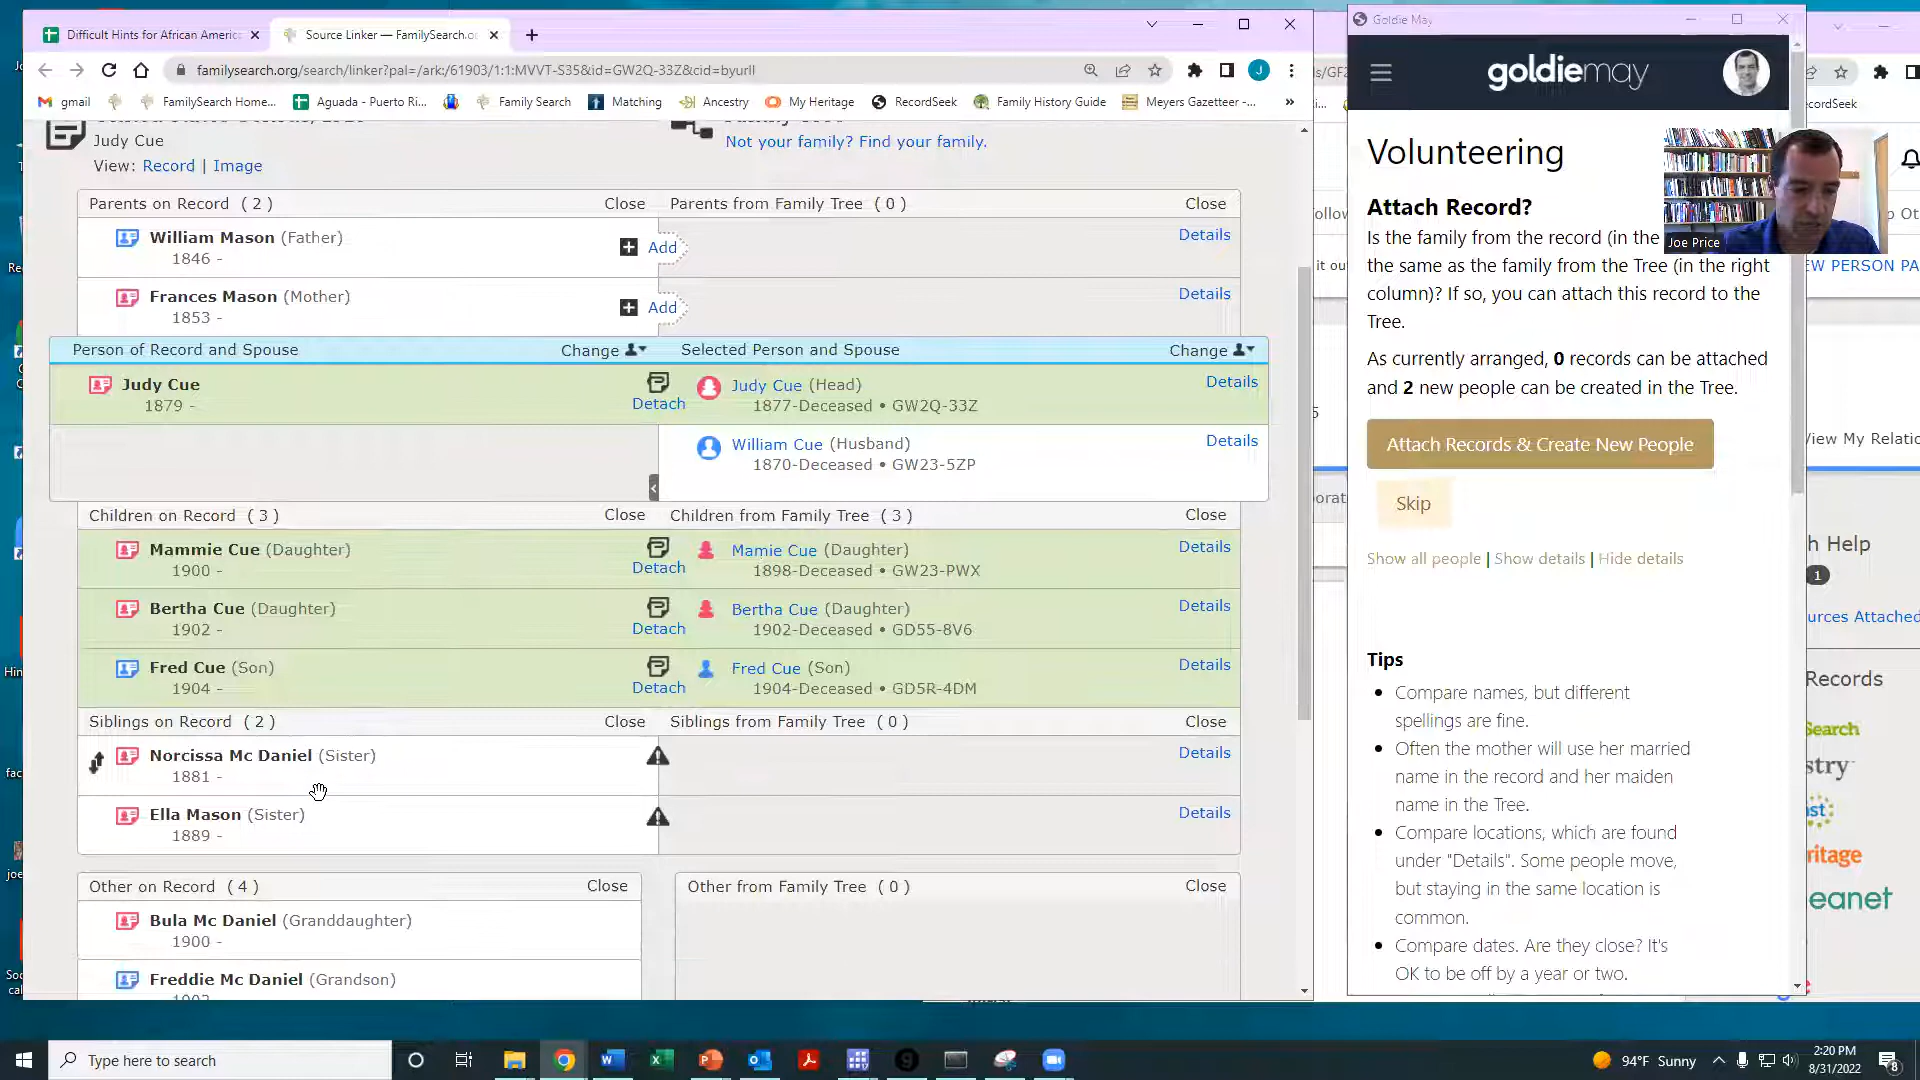 Difficult Hints for African Americ
Source Linker — FamilySearch.o
familysearch.org/search/linker?pal=/ark:/61903/1:1:MVVT-S35&id=GW2Q-33Z&cid=byurll
gmail
FamilySearch Home...
Aguada - Puerto Ri...
Family Search
Matching
Ancestry
My Heritage
RecordSeek
Family History Guide
Meyers Gazetteer -...
»
Judy Cue
View: Record | Image
Not your family? Find your family.
Parents on Record ( 2 ) Close
Parents from Family Tree ( 0 ) Close
William Mason (Father)
1846 -
Add
Details
Frances Mason (Mother)
1853 -
Add
Details
Person of Record and Spouse Change
Selected Person and Spouse Change
Judy Cue
1879 -
Detach
Judy Cue (Head)
1877-Deceased • GW2Q-33Z
Details
William Cue (Husband)
1870-Deceased • GW23-5ZP
Details
Children on Record ( 3 ) Close
Children from Family Tree ( 3 ) Close
Mammie Cue (Daughter)
1900 -
Detach
Mamie Cue (Daughter)
1898-Deceased • GW23-PWX
Details
Bertha Cue (Daughter)
1902 -
Detach
Bertha Cue (Daughter)
1902-Deceased • GD55-8V6
Details
Fred Cue (Son)
1904 -
Detach
Fred Cue (Son)
1904-Deceased • GD5R-4DM
Details
Siblings on Record ( 2 ) Close
Siblings from Family Tree ( 0 ) Close
Norcissa Mc Daniel (Sister)
1881 -
Details
Ella Mason (Sister)
1889 -
Details
Other on Record ( 4 ) Close
Other from Family Tree ( 0 ) Close
Bula Mc Daniel (Granddaughter)
1900 -
Freddie Mc Daniel (Grandson)
Goldie May
goldiemay
Volunteering
Attach Record?
Is the family from the record (in the
the same as the family from the Tree (in the right
column)? If so, you can attach this record to the
Tree.
As currently arranged, 0 records can be attached
and 2 new people can be created in the Tree.
Attach Records & Create New People
Skip
Show all people | Show details | Hide details
Tips
Compare names, but different
spellings are fine.
Often the mother will use her married
name in the record and her maiden
name in the Tree.
Compare locations, which are found
under "Details". Some people move,
but staying in the same location is
common.
Compare dates. Are they close? It's
OK to be off by a year or two.
Joe Price
EW PERSON PA
iew My Relatio
h Help
1
urces Attached
Records
Search
stry
ritage
eanet
Type here to search
94°F Sunny
2:20 PM
8/31/2022
8